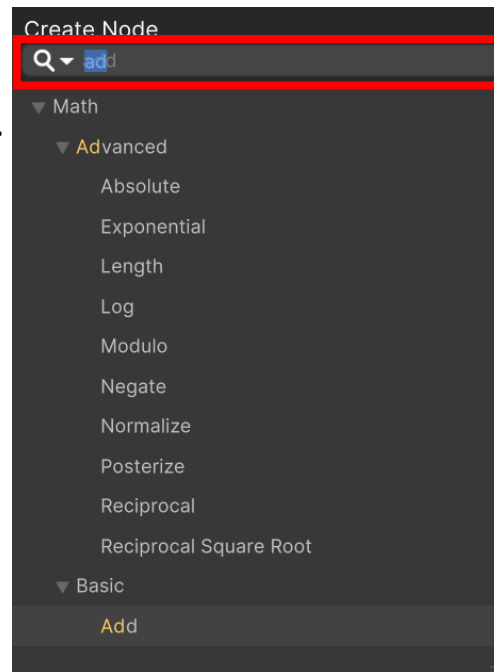 Create Node
add
Math
Advanced
Absolute
Exponential
Length
Log
Modulo
Negate
Normalize
Posterize
Reciprocal
Reciprocal Square Root
Basic
Add